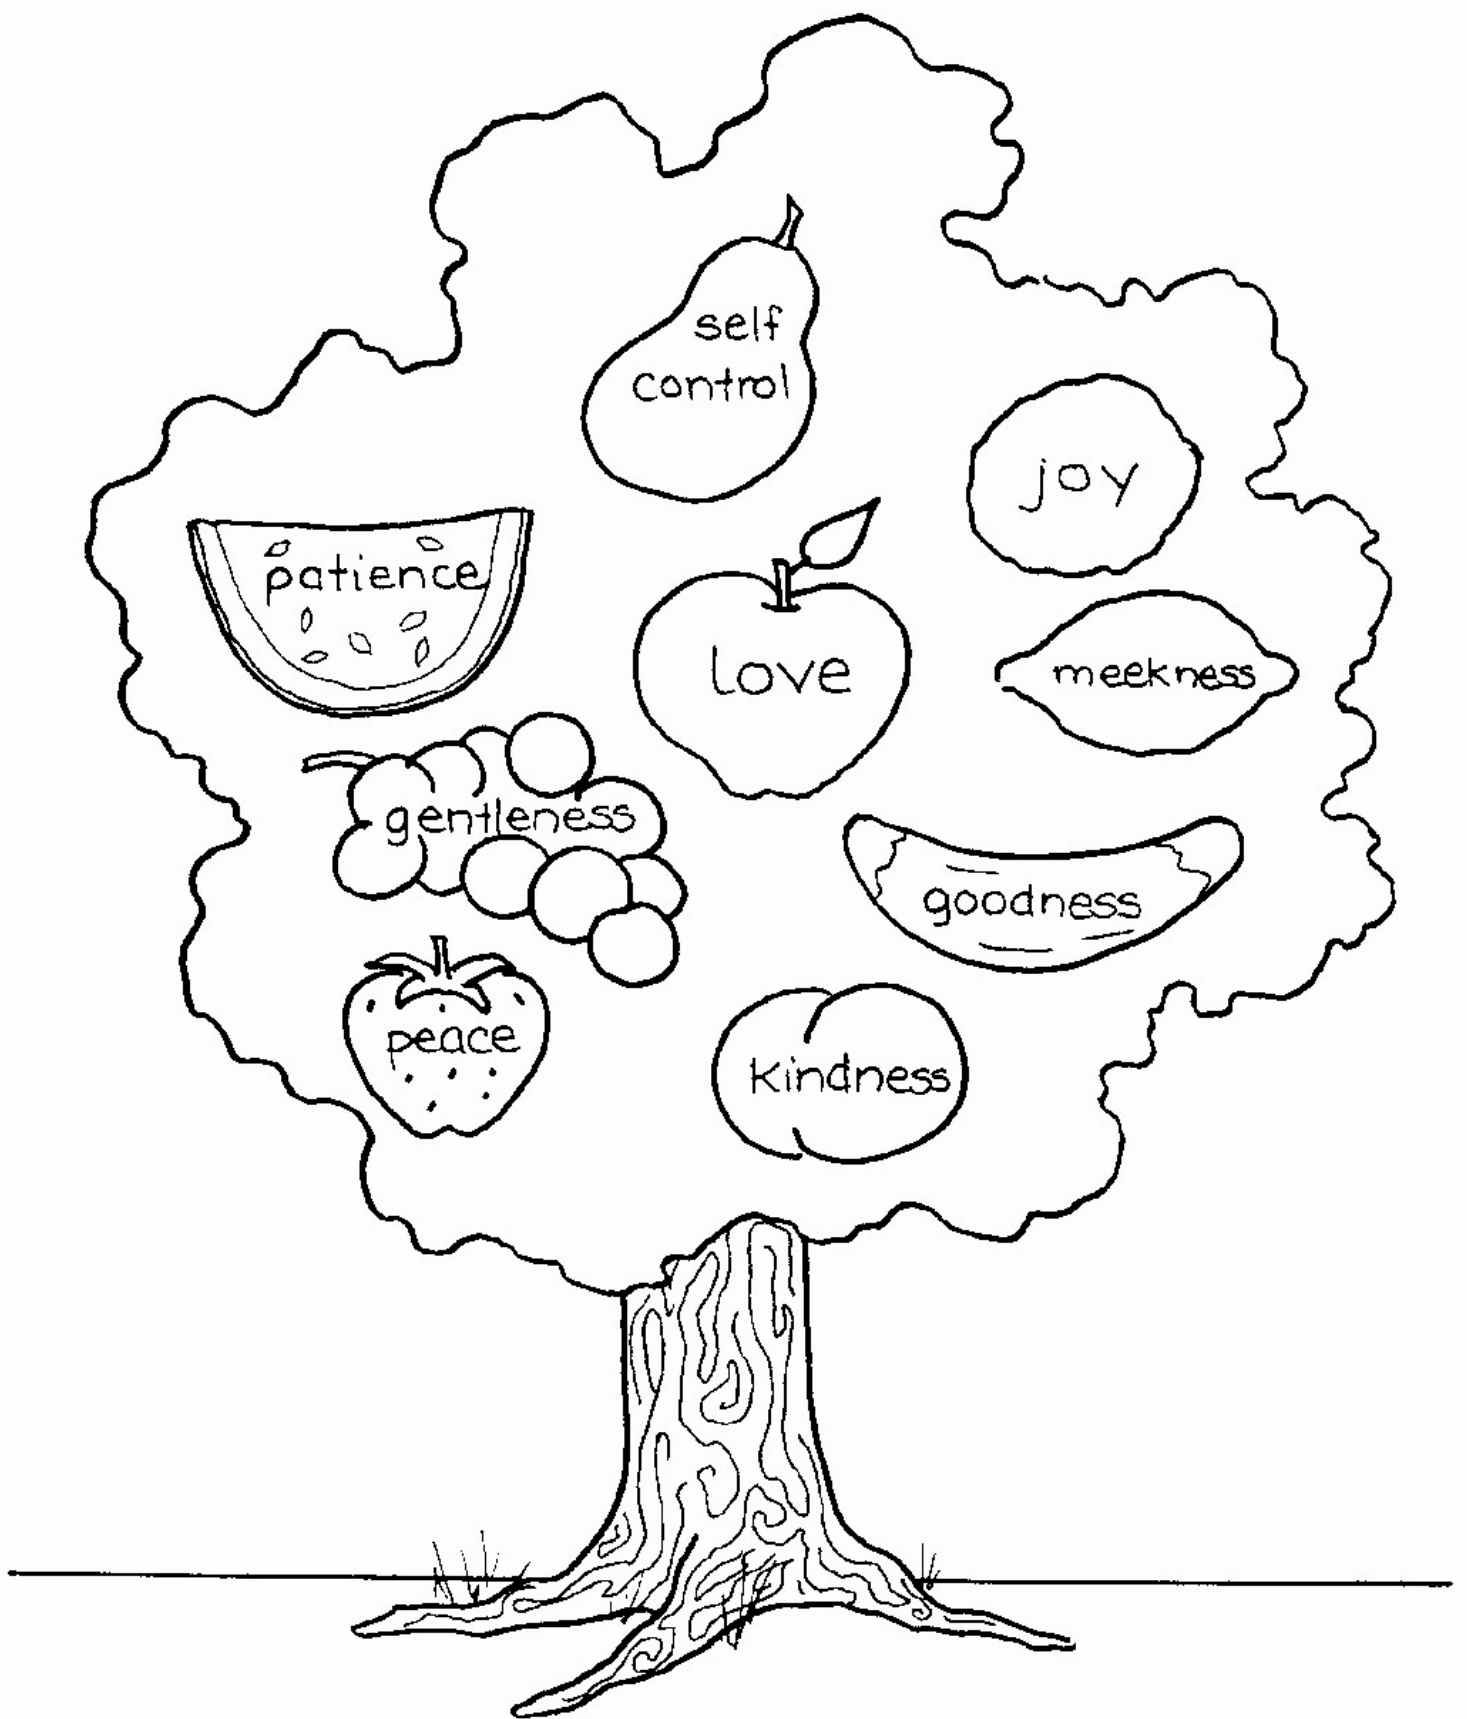 self
control
joy
patience
love
meekness
gentleness
goodness
peace
kindness